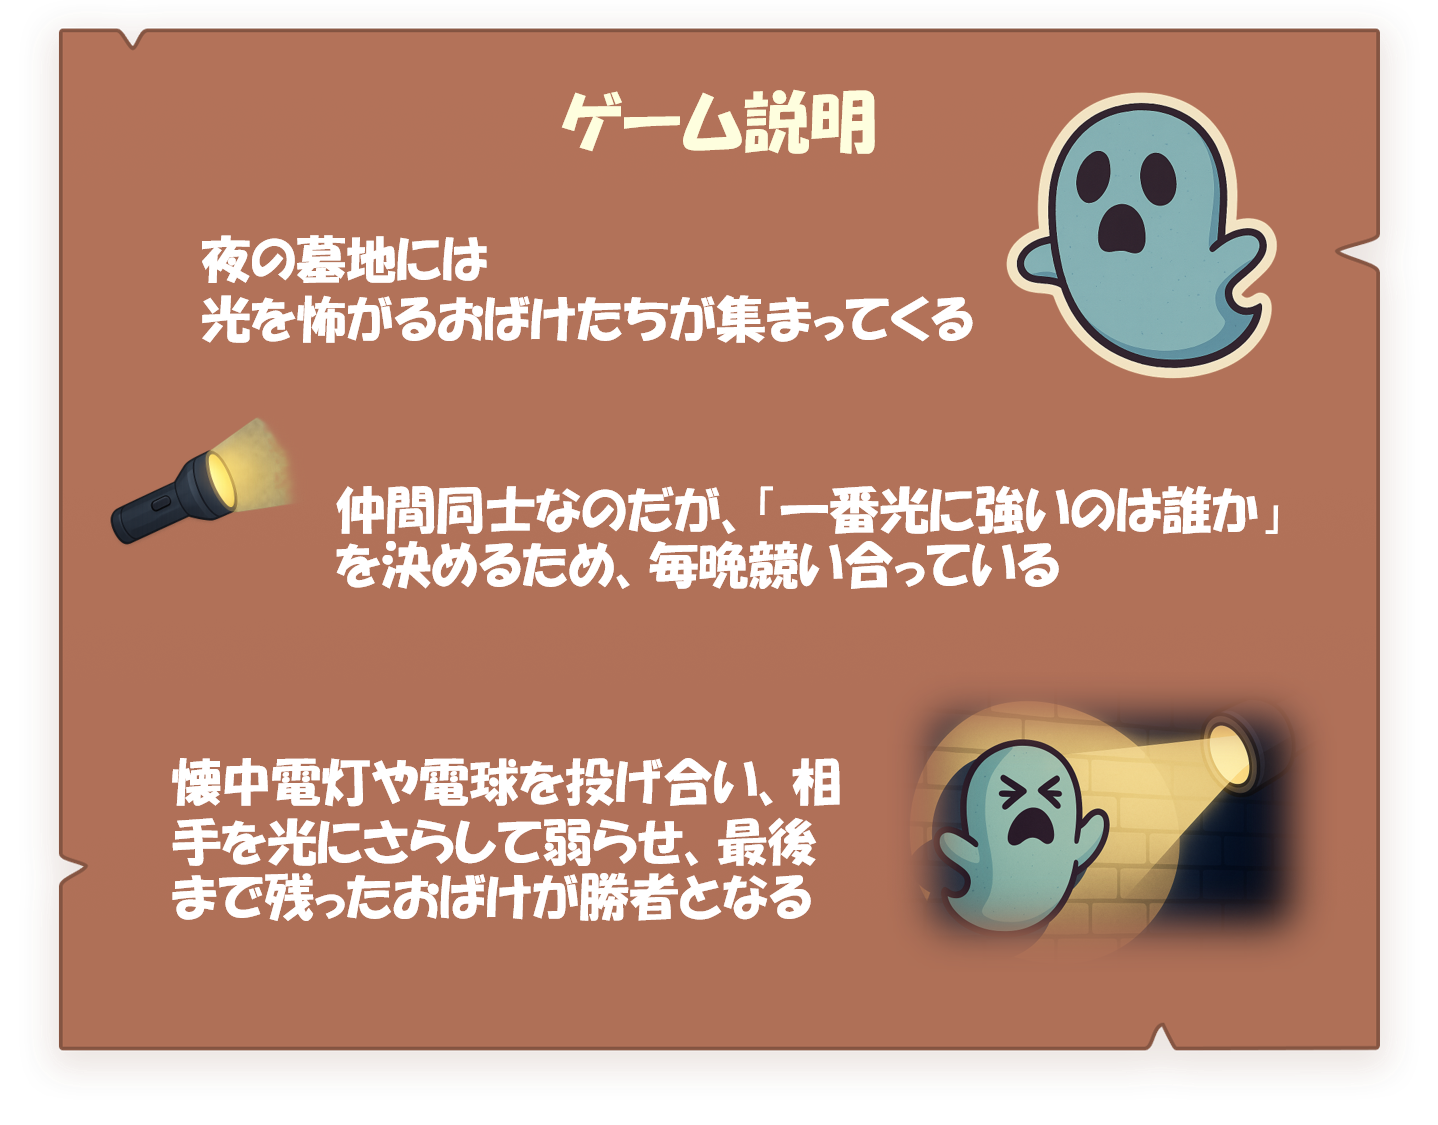 ゲーム説明
夜の墓地には
光を怖がるおばけたちが集まってくる
仲間同士なのだが、「一番光に強いのは誰か」
を決めるため、毎晩競い合っている
懐中電灯や電球を投げ合い、相
手を光にさらして弱らせ、最後
まで残ったおばけが勝者となる